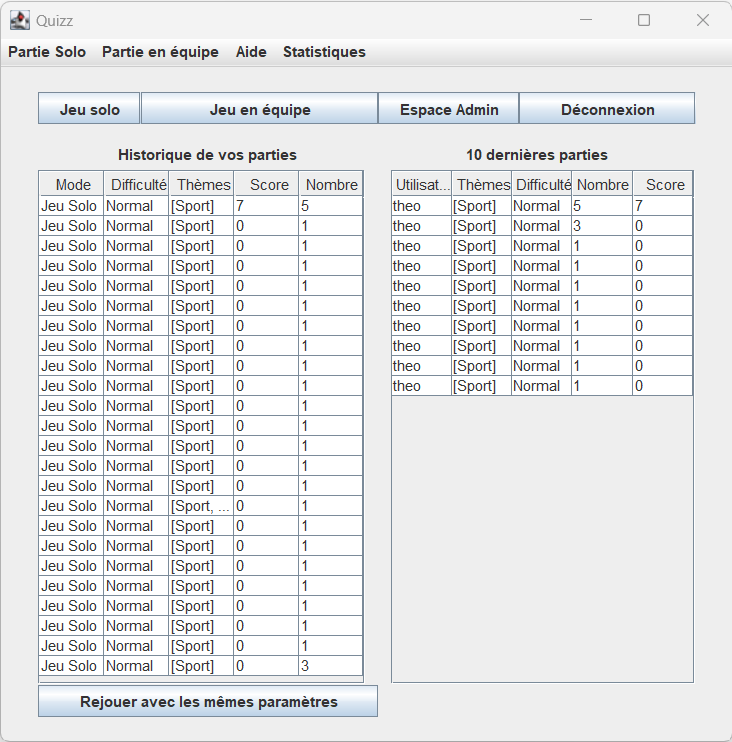 Quizz
Partie Solo Partie en équipe Aide Statistiques
Jeu solo Jeu en équipe Espace Admin Déconnexion
Historique de vos parties
Mode Difficulté Thèmes Score Nombre
Jeu Solo Normal [Sport] 7 5
Jeu Solo Normal [Sport] 0 1
Jeu Solo Normal [Sport] 0 1
Jeu Solo Normal [Sport] 0 1
Jeu Solo Normal [Sport] 0 1
Jeu Solo Normal [Sport] 0 1
Jeu Solo Normal [Sport] 0 1
Jeu Solo Normal [Sport] 0 1
Jeu Solo Normal [Sport] 0 1
Jeu Solo Normal [Sport] 0 1
Jeu Solo Normal [Sport] 0 1
Jeu Solo Normal [Sport] 0 1
Jeu Solo Normal [Sport] 0 1
Jeu Solo Normal [Sport] 0 1
Jeu Solo Normal [Sport] 0 1
Jeu Solo Normal [Sport, ... 0 1
Jeu Solo Normal [Sport] 0 1
Jeu Solo Normal [Sport] 0 1
Jeu Solo Normal [Sport] 0 1
Jeu Solo Normal [Sport] 0 1
Jeu Solo Normal [Sport] 0 1
Jeu Solo Normal [Sport] 0 1
Jeu Solo Normal [Sport] 0 1
Jeu Solo Normal [Sport] 0 3
Rejouer avec les mêmes paramètres
10 dernières parties
Utilisat... Thèmes Difficulté Nombre Score
theo [Sport] Normal 5 7
theo [Sport] Normal 3 0
theo [Sport] Normal 1 0
theo [Sport] Normal 1 0
theo [Sport] Normal 1 0
theo [Sport] Normal 1 0
theo [Sport] Normal 1 0
theo [Sport] Normal 1 0
theo [Sport] Normal 1 0
theo [Sport] Normal 1 0